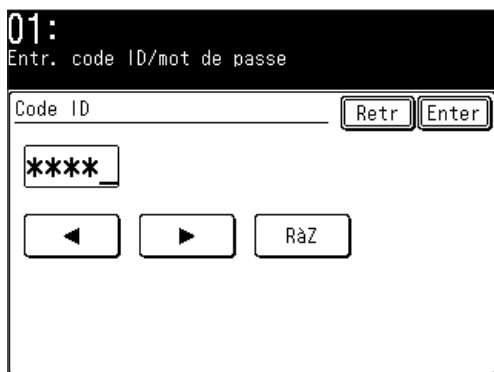 01:
Entr. code ID/mot de passe
Code ID
Retr Enter
****_
◀ ▶ RàZ